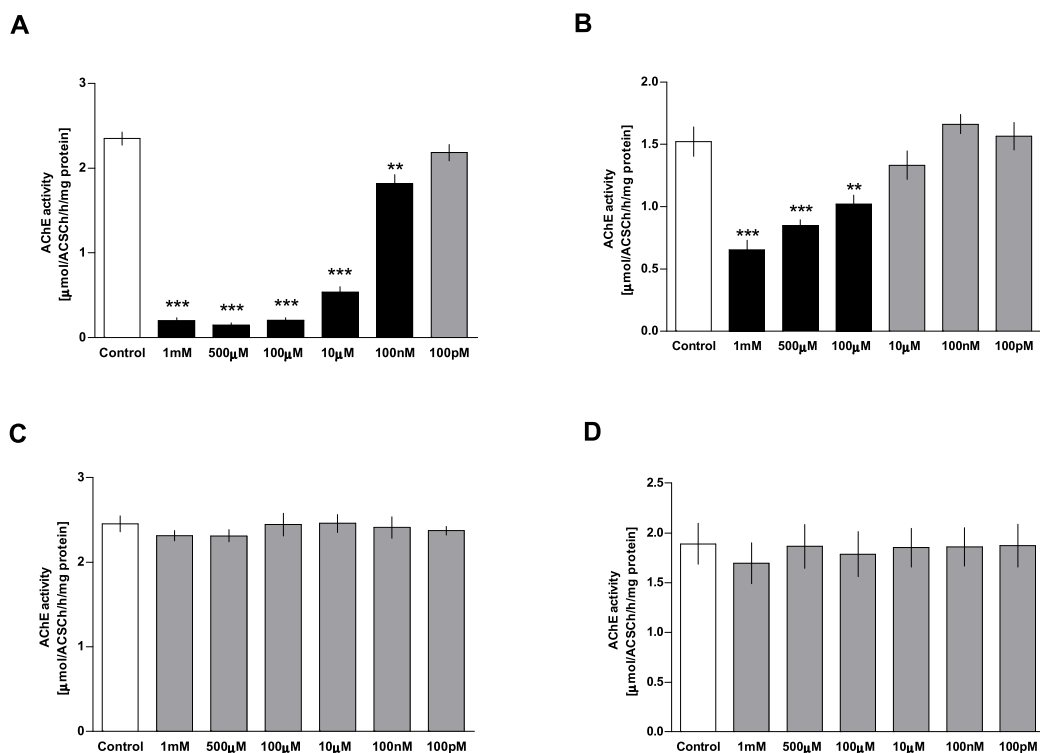 A
AChE activity
[μmol/ACSCh/h/mg protein]
3
2
1
0
***
***
***
***
**
Control 1mM 500μM 100μM 10μM 100nM 100pM
B
AChE activity
[μmol/ACSCh/h/mg protein]
2.0
1.5
1.0
0.5
0.0
***
***
**
Control 1mM 500μM 100μM 10μM 100nM 100pM
C
AChE activity
[μmol/ACSCh/h/mg protein]
3
2
1
0
Control 1mM 500μM 100μM 10μM 100nM 100pM
D
AChE activity
[μmol/ACSCh/h/mg protein]
2.5
2.0
1.5
1.0
0.5
0.0
Control 1mM 500μM 100μM 10μM 100nM 100pM